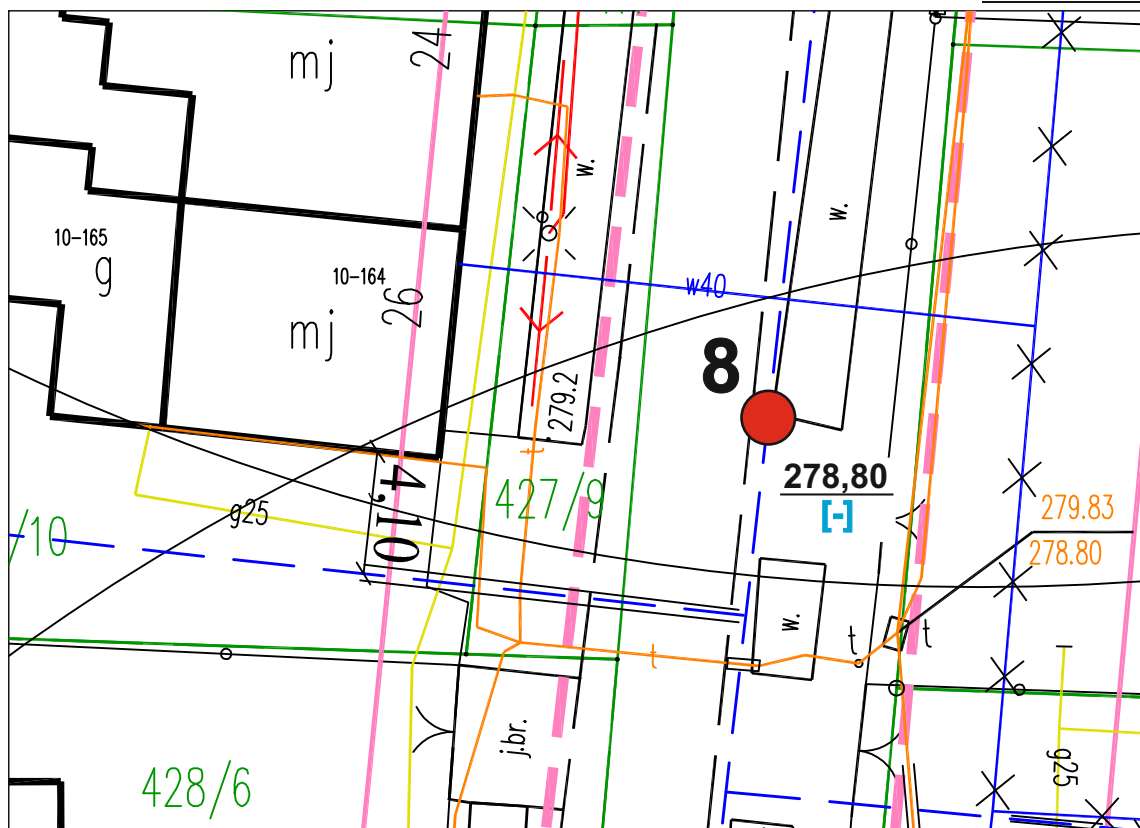 mj
24
w.
10-165
g
10-164
26
mj
w.
w40
8
279.2
t
278,80
[-]
427/9
4,10
g25
/10
279.83
278.80
w.
t
t
t
j.br.
g25
428/6